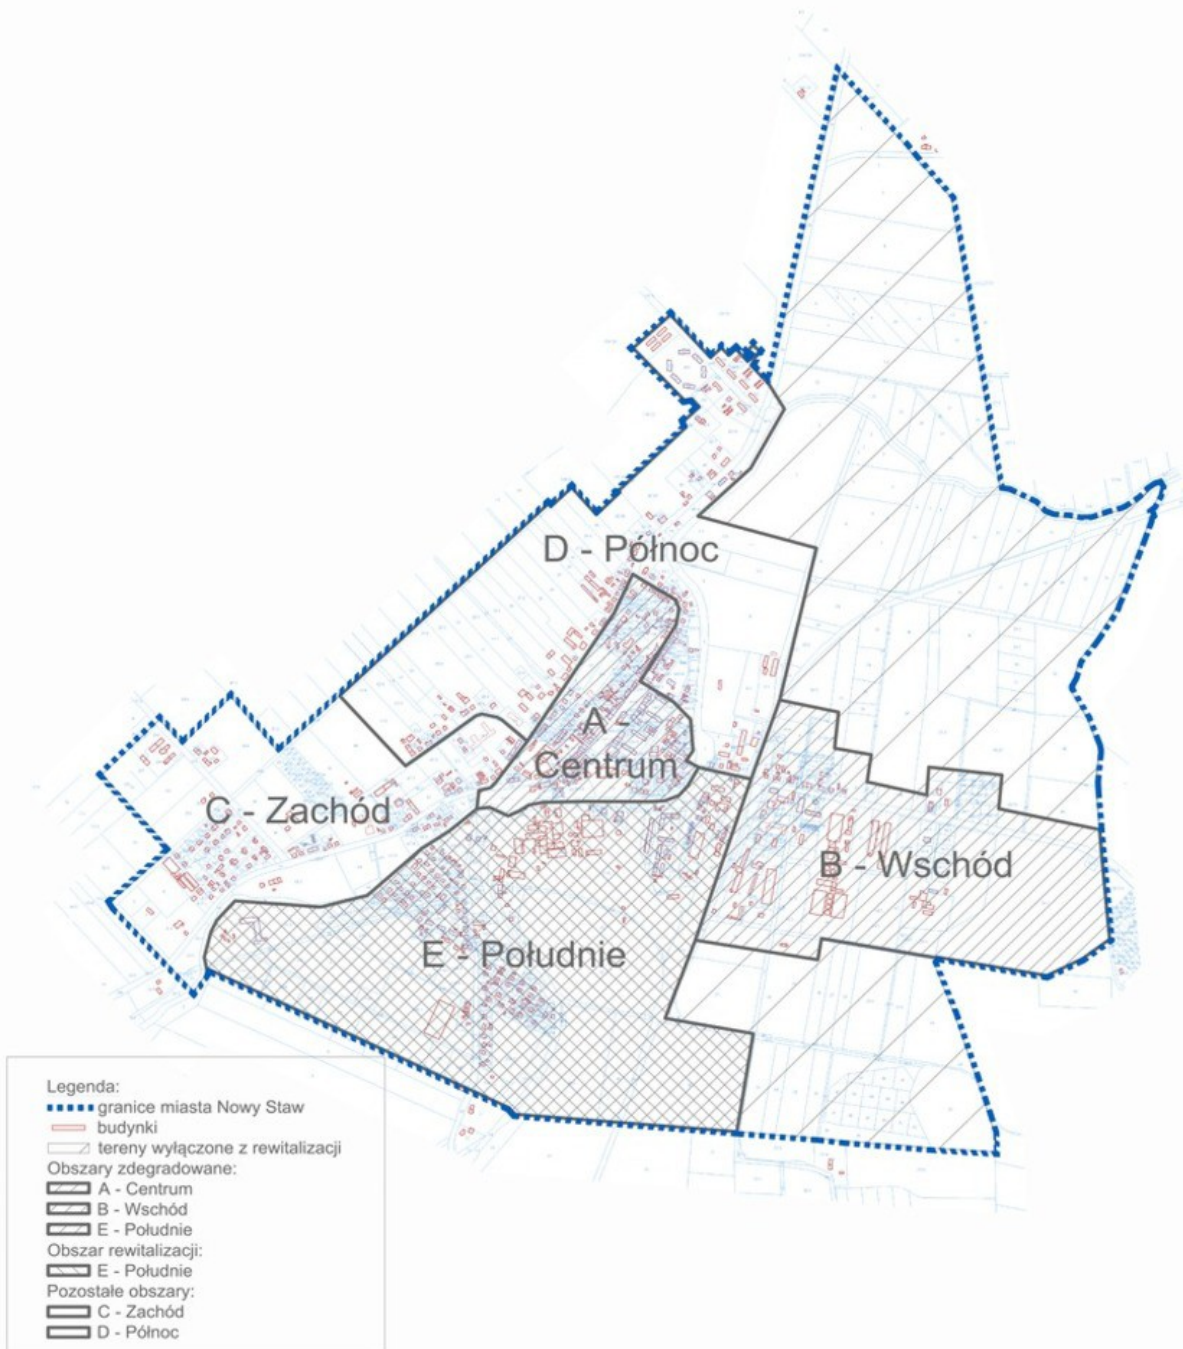 D - Północ
A -
Centrum
C - Zachód
B - Wschód
E - Południe
Legenda:
granice miasta Nowy Staw
budynki
tereny wyłączone z rewitalizacji
Obszary zdegradowane:
A - Centrum
B - Wschód
E - Południe
Obszar rewitalizacji:
E - Południe
Pozostałe obszary:
C - Zachód
D - Północ